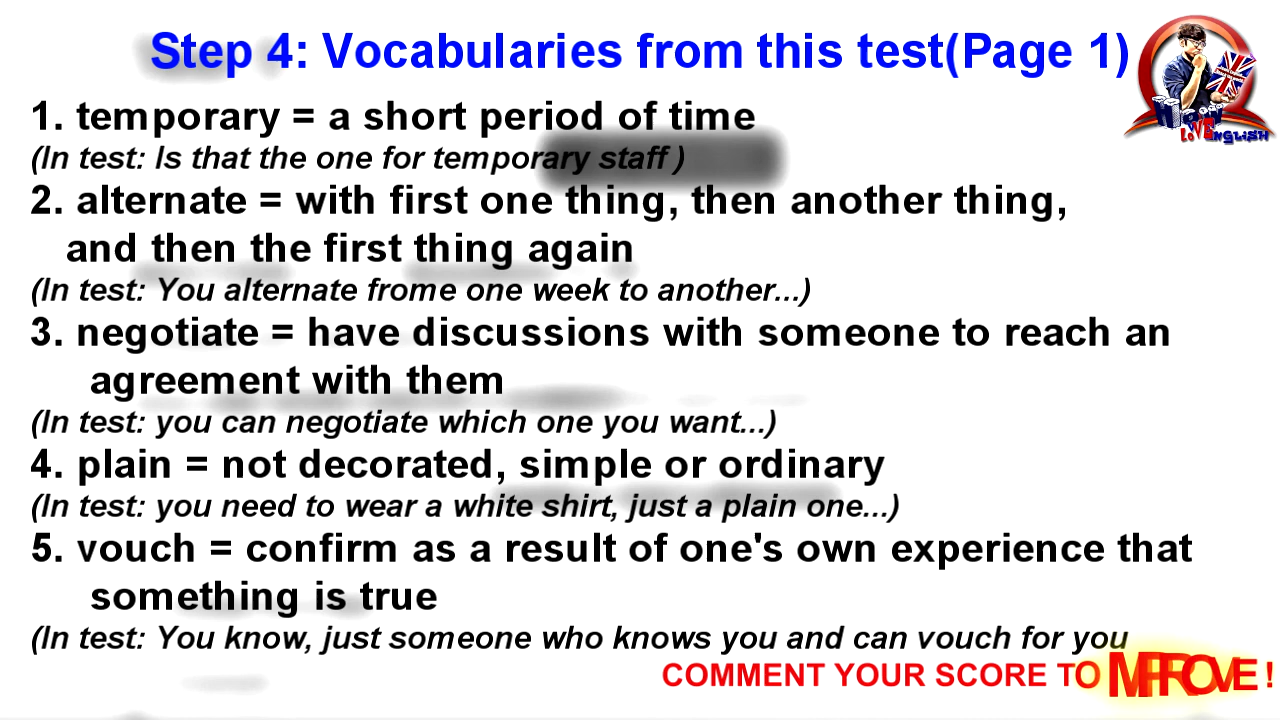 Step 4: Vocabularies from this test(Page 1)
1. temporary = a short period of time
(In test: Is that the one for temporary staff )
2. alternate = with first one thing, then another thing,
and then the first thing again
(In test: You alternate frome one week to another...)
3. negotiate = have discussions with someone to reach an
agreement with them
(In test: you can negotiate which one you want...)
4. plain = not decorated, simple or ordinary
(In test: you need to wear a white shirt, just a plain one...)
5. vouch = confirm as a result of one's own experience that
something is true
(In test: You know, just someone who knows you and can vouch for you
COMMENT YOUR SCORE TO !